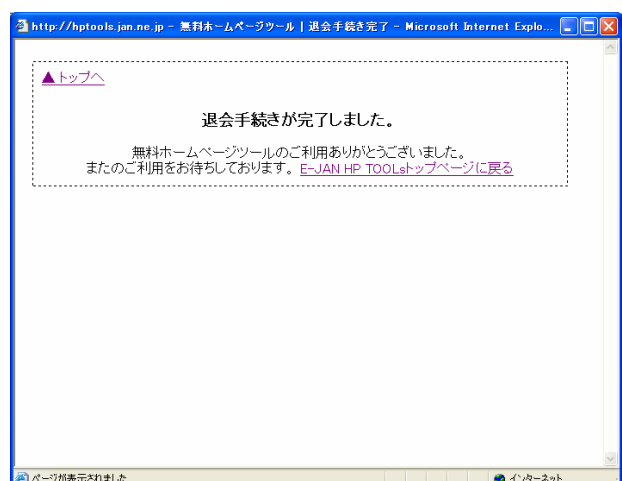 http://hptools.jan.ne.jp - 無料ホームページツール | 退会手続き完了 - Microsoft Internet Explo...
▲トップへ
退会手続きが完了しました。
無料ホームページツールのご利用ありがとうございました。
またのご利用をお待ちしております。 E-JAN HP TOOLsトップページに戻る
ページが表示されました
インターネット